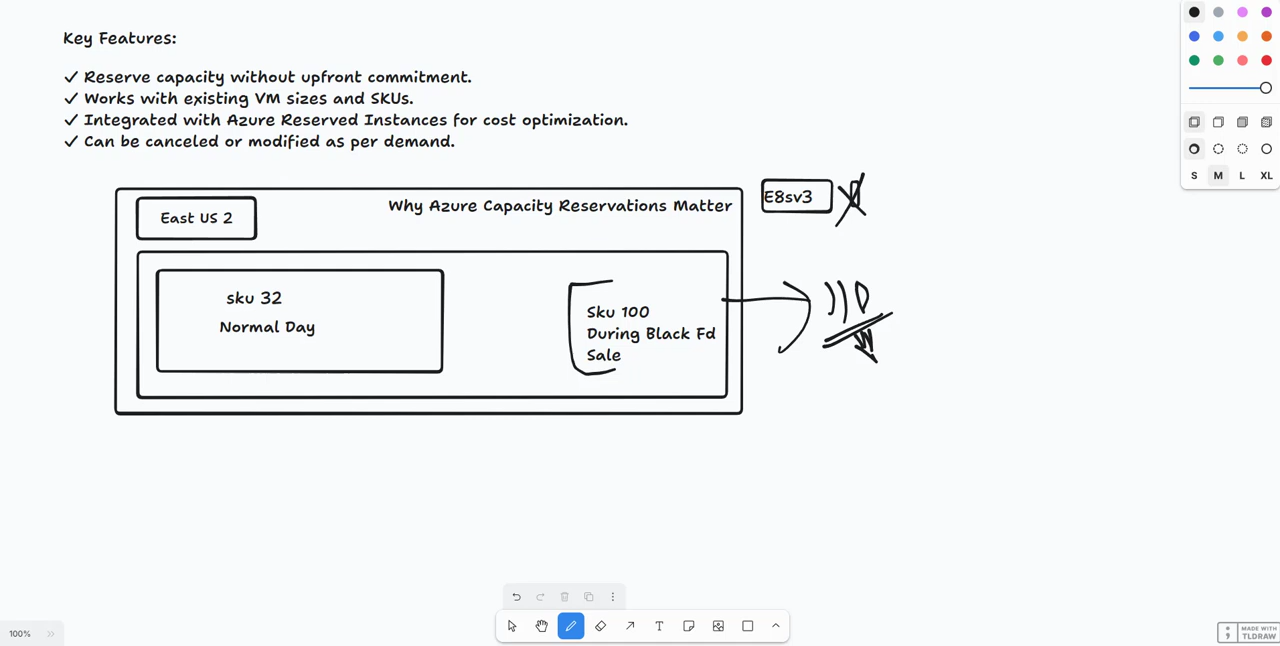 Key Features:
✓ Reserve capacity without upfront commitment.
✓ Works with existing VM sizes and SKUs.
✓ Integrated with Azure Reserved Instances for cost optimization.
✓ Can be canceled or modified as per demand.
East US 2
Why Azure Capacity Reservations Matter
E8sv3
sku 32
Normal Day
Sku 100
During Black Fd
Sale
S M L XL
100%
MADE WITH
TLDRAW